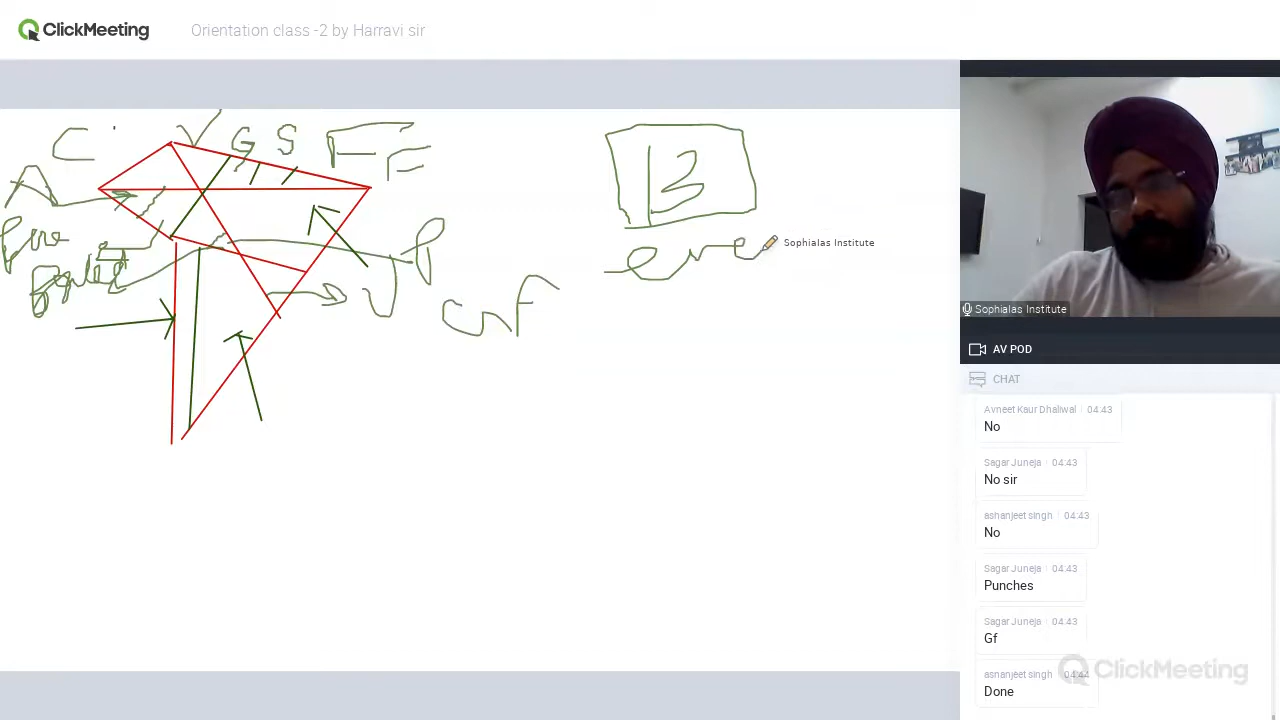 ClickMeeting
Orientation class -2 by Harravi sir
C V G S F F
A
P
GF
B
Sophialas Institute
Sophialas Institute
AV POD
CHAT
Avneet Kaur Dhaliwal 04:43
No
Sagar Juneja 04:43
No sir
ashanjeet singh 04:43
No
Sagar Juneja 04:43
Punches
Sagar Juneja 04:43
Gf
asnanjeet singh 04:44
Done
ClickMeeting